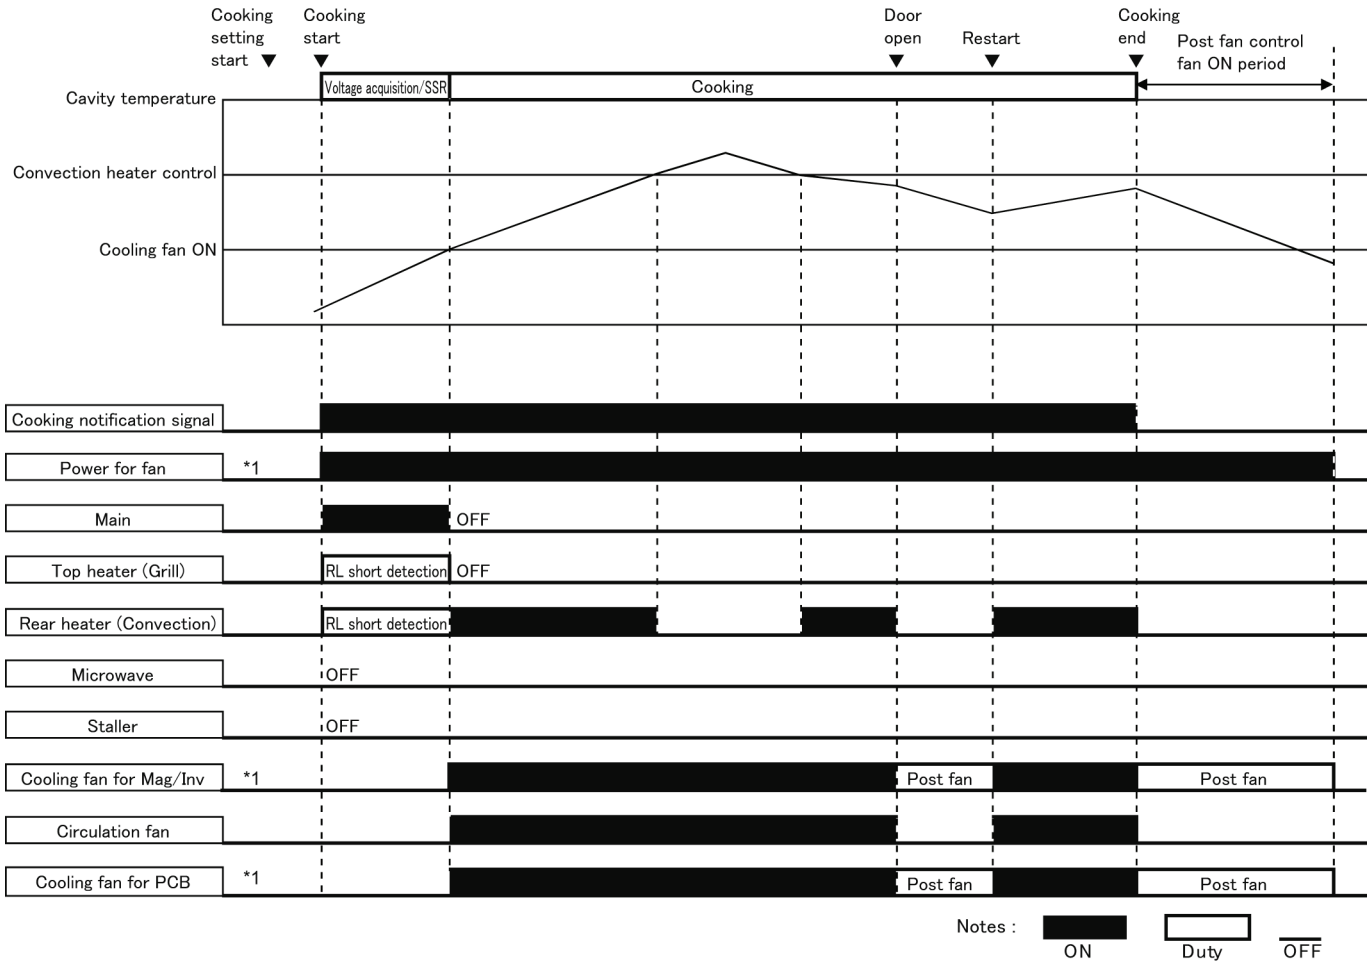 Cooking
setting
start
Cooking
start
Door
open
Restart
Cooking
end
Post fan control
fan ON period
Voltage acquisition/SSR
Cooking
Cavity temperature
Convection heater control
Cooling fan ON
Cooking notification signal
Power for fan
*1
Main
OFF
Top heater (Grill)
RL short detection
OFF
Rear heater (Convection)
RL short detection
Microwave
OFF
Staller
OFF
Cooling fan for Mag/Inv
*1
Post fan
Post fan
Circulation fan
Cooling fan for PCB
*1
Post fan
Post fan
Notes :
ON
Duty
OFF